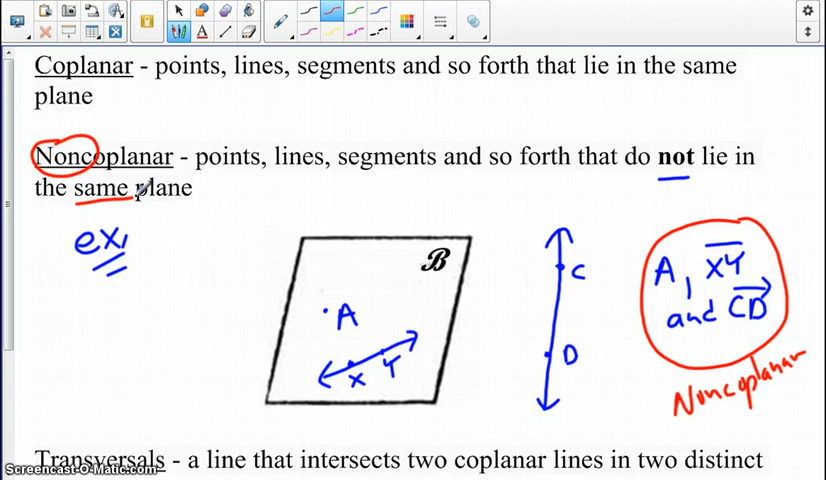 Coplanar - points, lines, segments and so forth that lie in the same
plane
Noncoplanar - points, lines, segments and so forth that do not lie in
the same plane
ex,
B
A
X Y
C
D
A, XY
and CD
Noncoplanar
Transversals - a line that intersects two coplanar lines in two distinct
Screencast-O-Matic.com